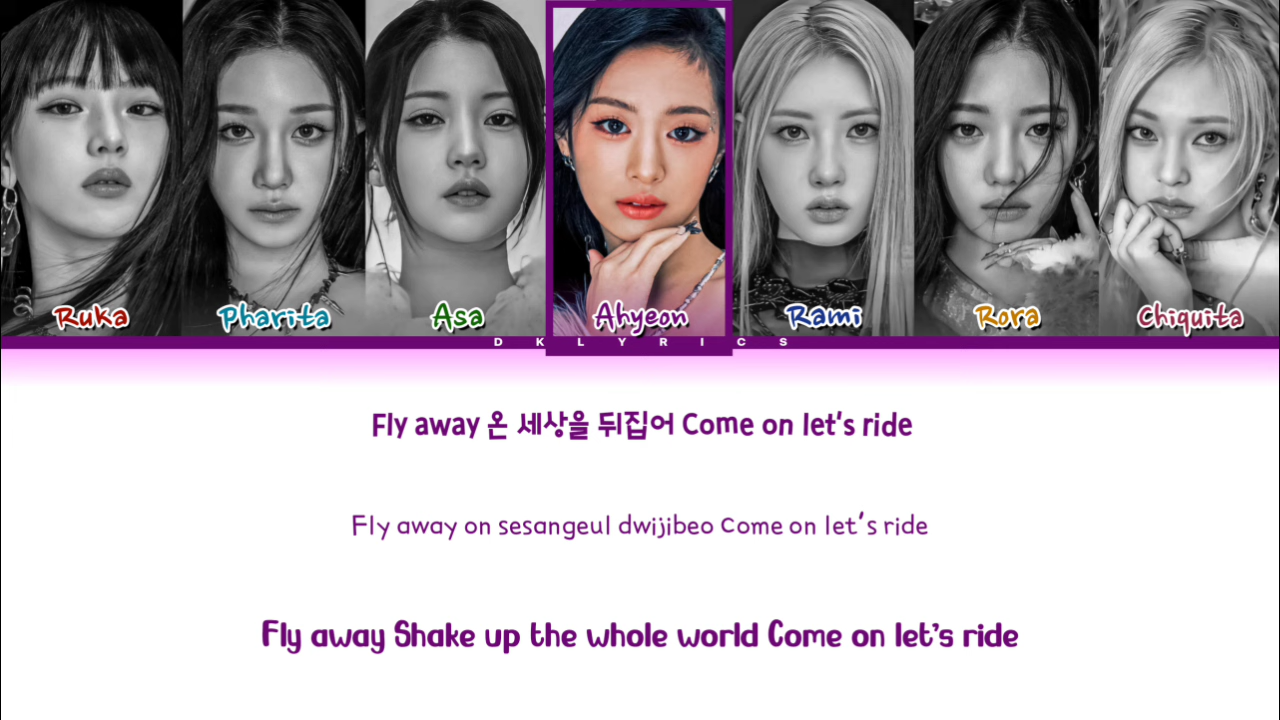 Ruka Pharita Asa Ahyeon Rami Rora Chiquita
DKLYRICS
Fly away 온 세상을 뒤집어 Come on let's ride
Fly away on sesangeul dwijibeo Come on let's ride
Fly away Shake up the whole world Come on let's ride